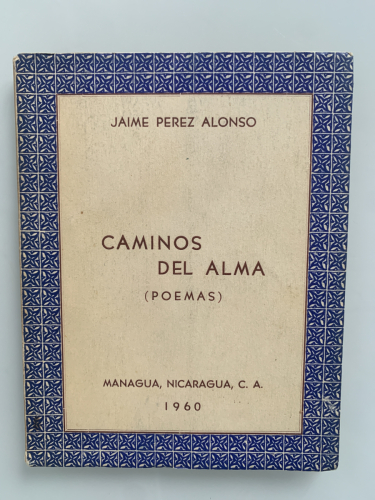 JAIME PEREZ ALONSO
CAMINOS
DEL ALMA
(POEMAS)
MANAGUA, NICARAGUA, C. A.
1960